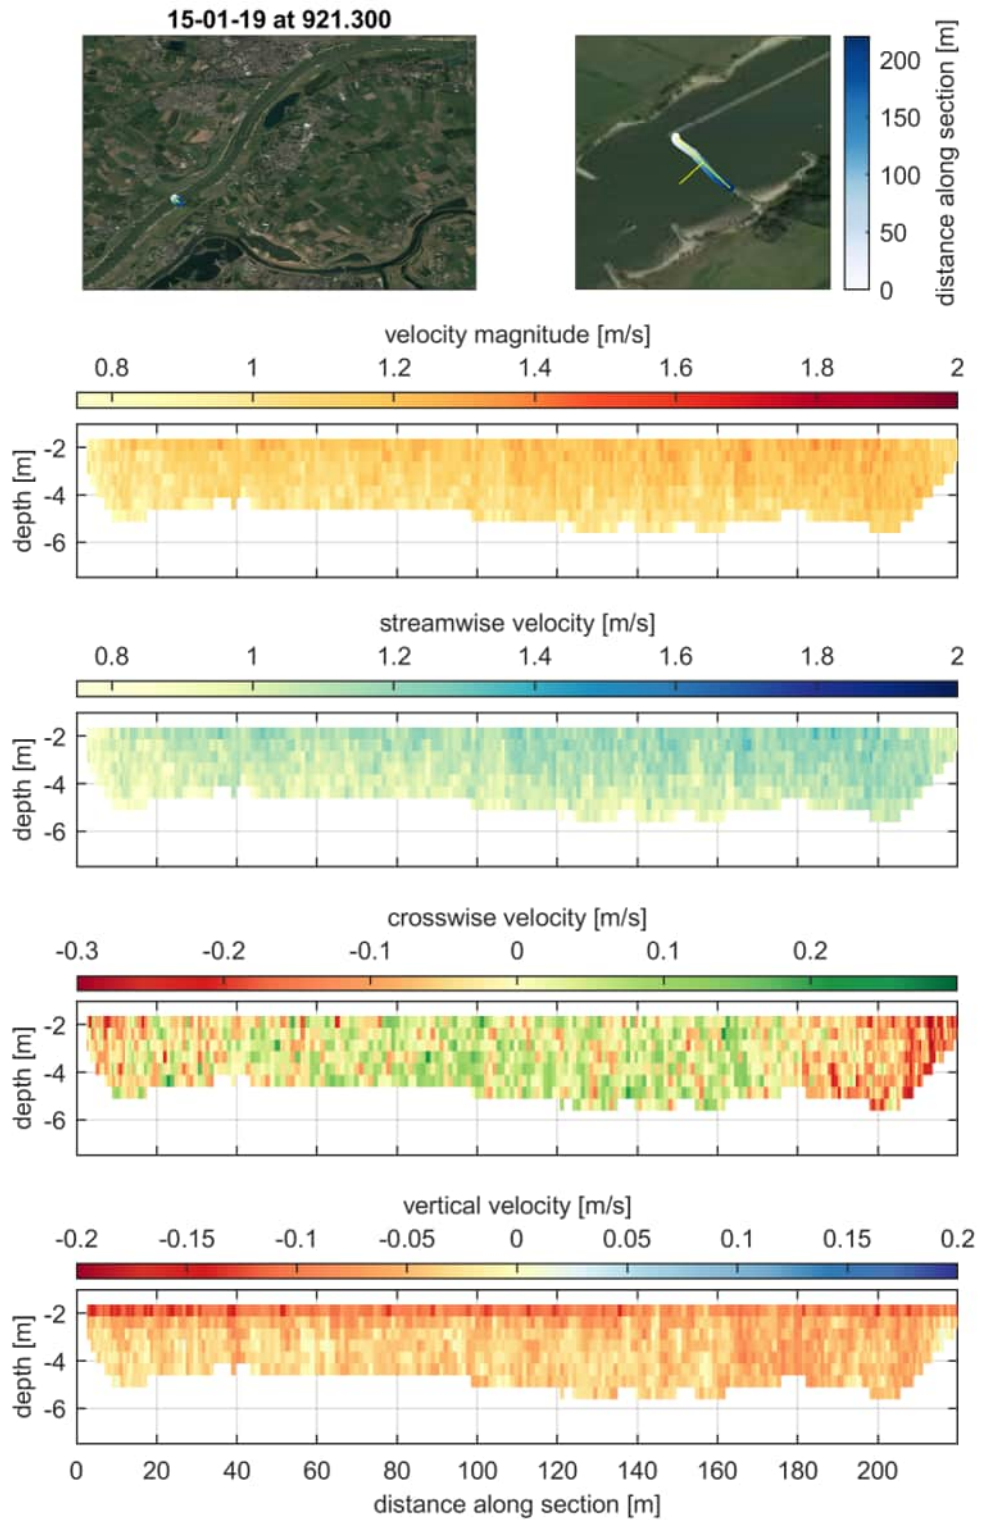 15-01-19 at 921.300
200
150
100
50
0
distance along section [m]
velocity magnitude [m/s]
0.8 1 1.2 1.4 1.6 1.8 2
-2
-4
-6
depth [m]
streamwise velocity [m/s]
0.8 1 1.2 1.4 1.6 1.8 2
-2
-4
-6
depth [m]
crosswise velocity [m/s]
-0.3 -0.2 -0.1 0 0.1 0.2
-2
-4
-6
depth [m]
vertical velocity [m/s]
-0.2 -0.15 -0.1 -0.05 0 0.05 0.1 0.15 0.2
-2
-4
-6
depth [m]
0 20 40 60 80 100 120 140 160 180 200
distance along section [m]